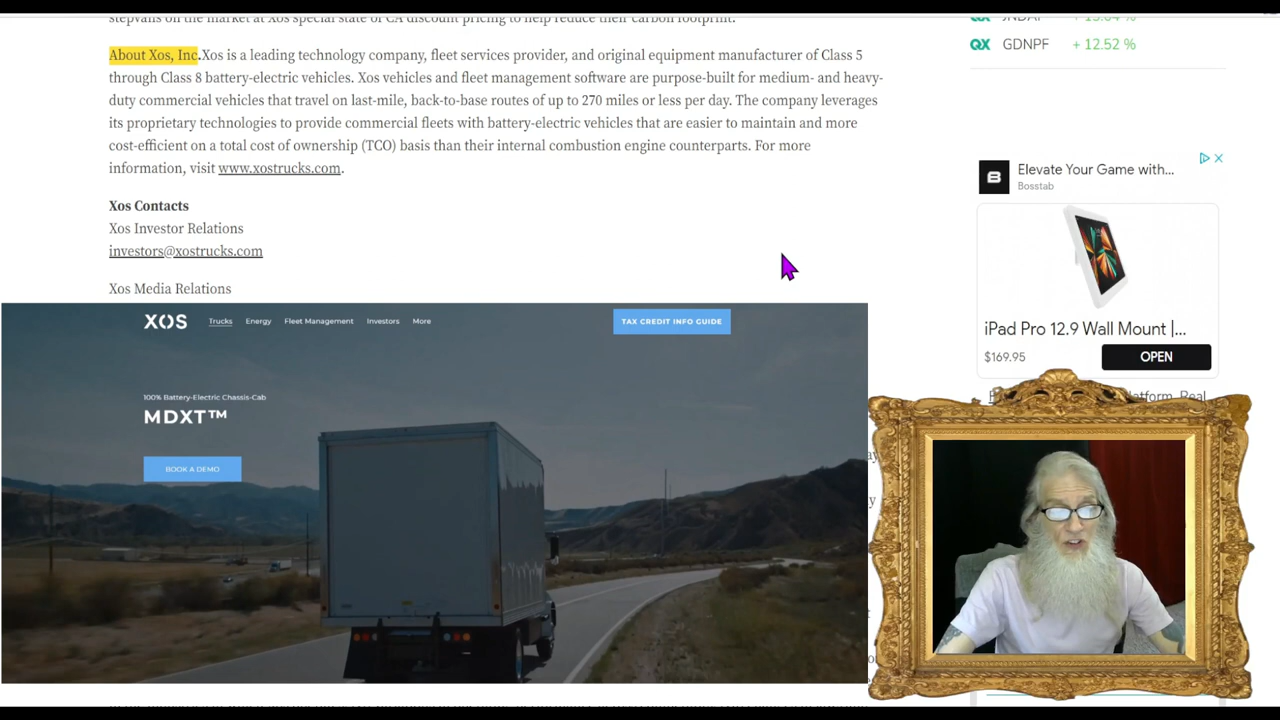 stepvans on the market at Xos special state of CA discount pricing to help reduce their carbon footprint.
About Xos, Inc.Xos is a leading technology company, fleet services provider, and original equipment manufacturer of Class 5
through Class 8 battery-electric vehicles. Xos vehicles and fleet management software are purpose-built for medium- and heavy-
duty commercial vehicles that travel on last-mile, back-to-base routes of up to 270 miles or less per day. The company leverages
its proprietary technologies to provide commercial fleets with battery-electric vehicles that are easier to maintain and more
cost-efficient on a total cost of ownership (TCO) basis than their internal combustion engine counterparts. For more
information, visit www.xostrucks.com.
Xos Contacts
Xos Investor Relations
investors@xostrucks.com
Xos Media Relations
XOS Trucks Energy Fleet Management Investors More TAX CREDIT INFO GUIDE
100% Battery-Electric Chassis-Cab
MDXT™
BOOK A DEMO
QX GDNPF + 12.52 %
Elevate Your Game with...
Bosstab
iPad Pro 12.9 Wall Mount |...
$169.95 OPEN
Real